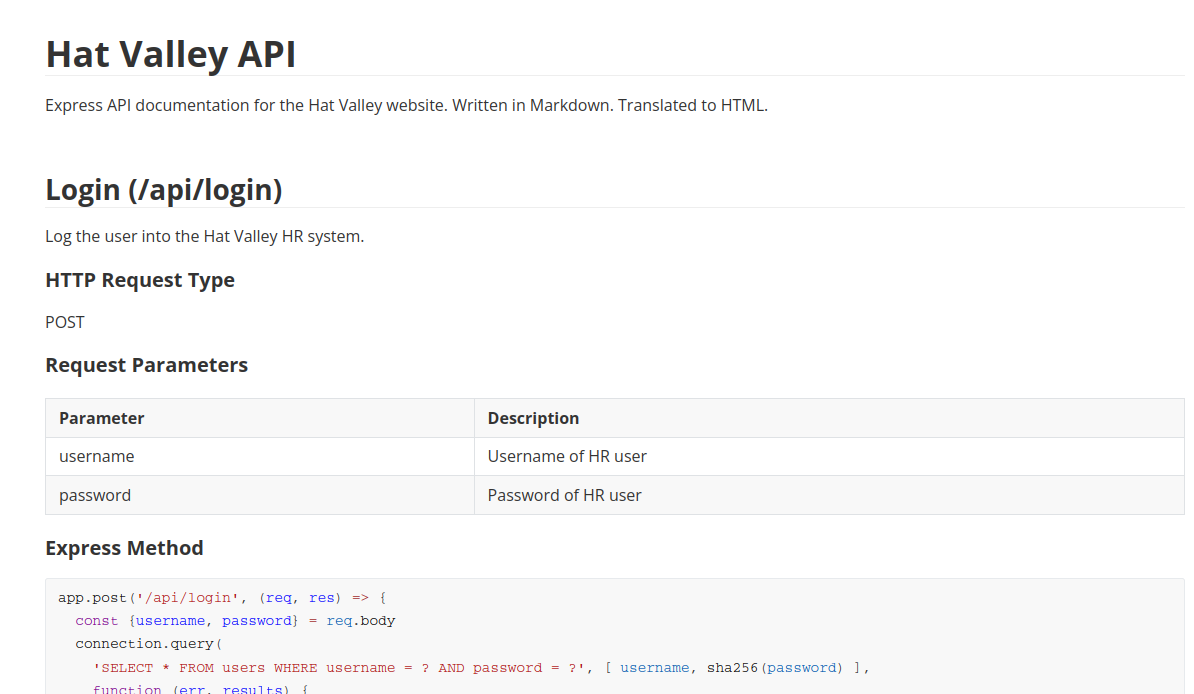 Hat Valley API
Express API documentation for the Hat Valley website. Written in Markdown. Translated to HTML.
Login (/api/login)
Log the user into the Hat Valley HR system.
HTTP Request Type
POST
Request Parameters
Parameter Description
username Username of HR user
password Password of HR user
Express Method
app.post('/api/login', (req, res) => {
  const {username, password} = req.body
  connection.query(
    'SELECT * FROM users WHERE username = ? AND password = ?', [ username, sha256(password) ],
    function (err, results) {